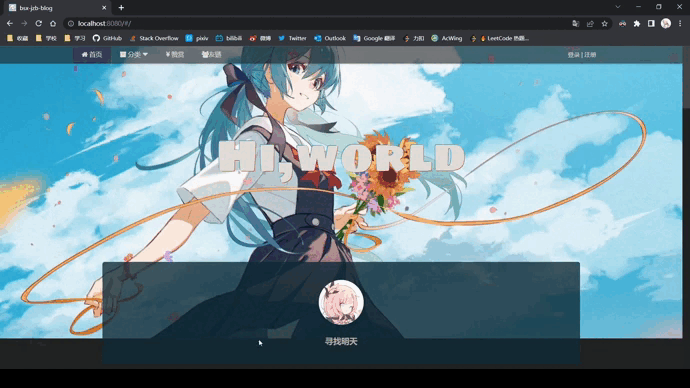 bsx-jzb-blog
localhost:8080/#/
收藏 学校 学习 GitHub Stack Overflow pixiv bilibili 微博 Twitter Outlook Google 翻译 力扣 AcWing LeetCode 热题...
首页 分类 赞赏 友链 登录 | 注册
HI,WORLD
寻找明天